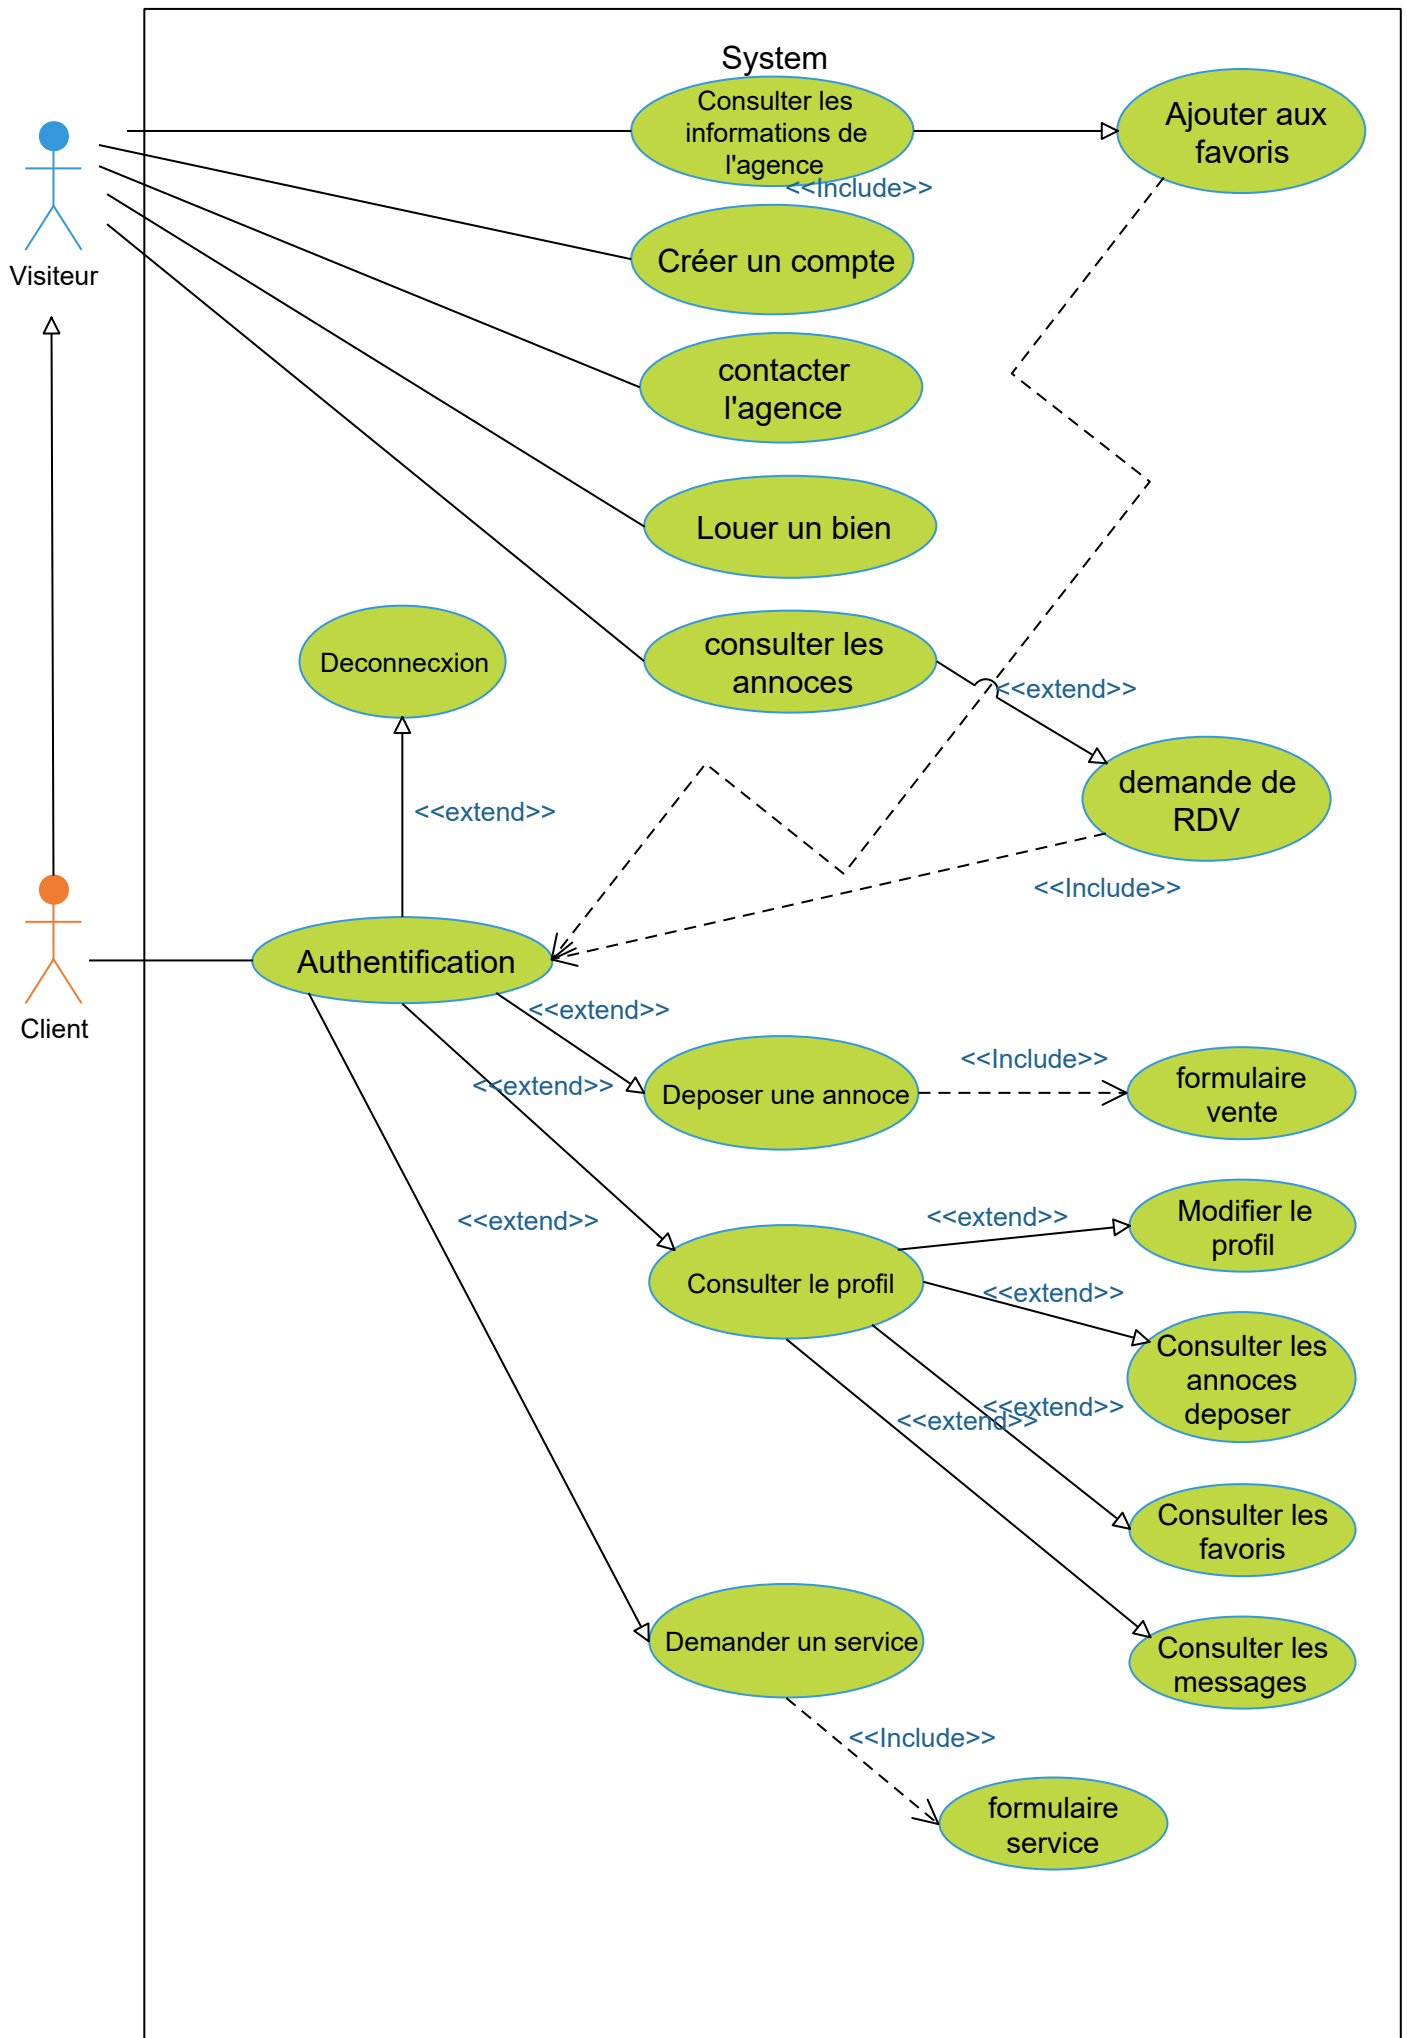 System
Consulter les
informations de
l'agence
Ajouter aux
favoris
<<Include>>
Visiteur
Créer un compte
contacter
l'agence
Louer un bien
consulter les
annoces
Deconnecxion
<<extend>>
demande de
RDV
<<extend>>
<<Include>>
Authentification
Client
<<extend>>
<<extend>>
Deposer une annoce
<<Include>>
formulaire
vente
<<extend>>
<<extend>>
Modifier le
profil
Consulter le profil
<<extend>>
Consulter les
annoces
deposer
<<extend>>
<<extend>>
Consulter les
favoris
Demander un service
Consulter les
messages
<<Include>>
formulaire
service